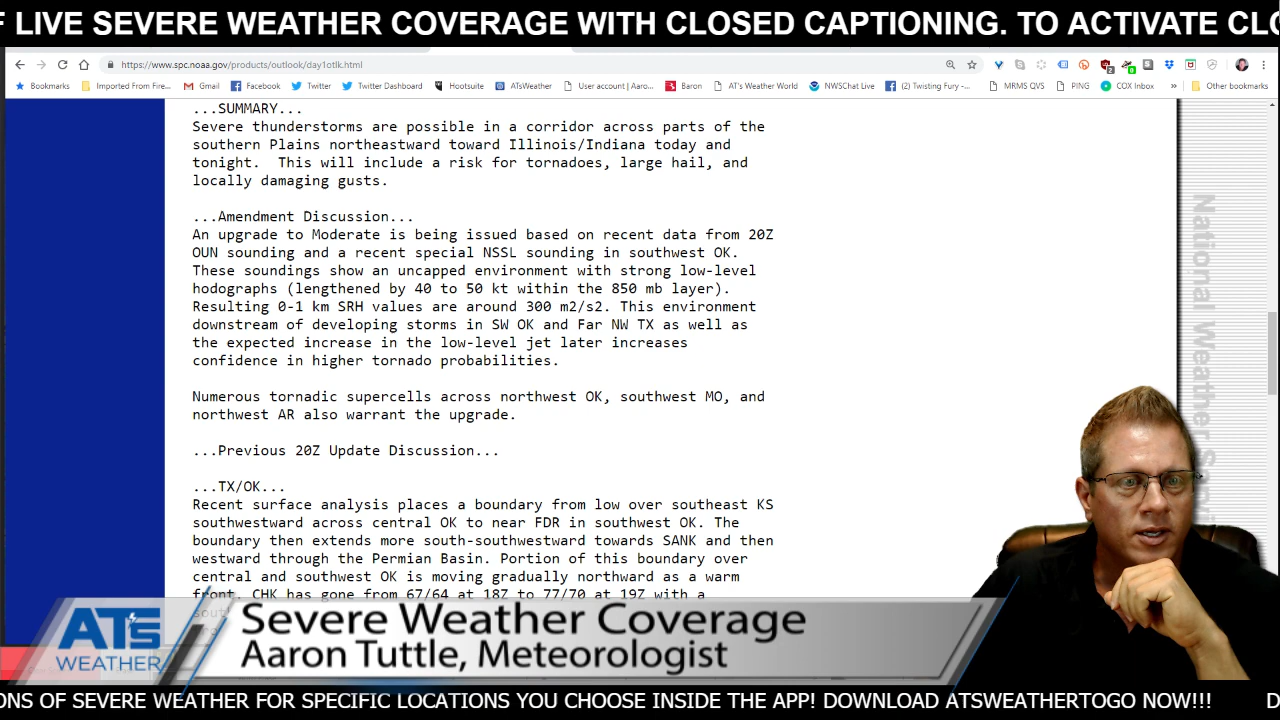 F LIVE SEVERE WEATHER COVERAGE WITH CLOSED CAPTIONING. TO ACTIVATE CLO
https://www.spc.noaa.gov/products/outlook/day1otlk.html
Bookmarks Imported From Fire... Gmail Facebook Twitter Twitter Dashboard Hootsuite ATsWeather User account | Aaro... Baron AT's Weather World NWSChat Live (2) Twisting Fury -... MRMS QVS PING COX Inbox » Other bookmarks
...SUMMARY...
Severe thunderstorms are possible in a corridor across parts of the
southern Plains northeastward toward Illinois/Indiana today and
tonight. This will include a risk for tornadoes, large hail, and
locally damaging gusts.
...Amendment Discussion...
An upgrade to Moderate is being issued based on recent data from 20Z
OUN sounding and a recent special NSSL sounding in southwest OK.
These soundings show an uncapped environment with strong low-level
hodographs (lengthened by 40 to 50 kt within the 850 mb layer).
Resulting 0-1 km SRH values are around 300 m2/s2. This environment
downstream of developing storms in SW OK and Far NW TX as well as
the expected increase in the low-level jet later increases
confidence in higher tornado probabilities.
Numerous tornadic supercells across northwest OK, southwest MO, and
northwest AR also warrant the upgrade.
...Previous 20Z Update Discussion...
...TX/OK...
Recent surface analysis places a boundary from low over southeast KS
southwestward across central OK to near FDR in southwest OK. The
boundary then extends more south-southwestward towards SANK and then
westward through the Permian Basin. Portion of this boundary over
central and southwest OK is moving gradually northward as a warm
front. CHK has gone from 67/64 at 18Z to 77/70 at 19Z with a
National Weather
ATS
WEATHER
Severe Weather Coverage
Aaron Tuttle, Meteorologist
ONS OF SEVERE WEATHER FOR SPECIFIC LOCATIONS YOU CHOOSE INSIDE THE APP! DOWNLOAD ATSWEATHERTOGO NOW!!! D